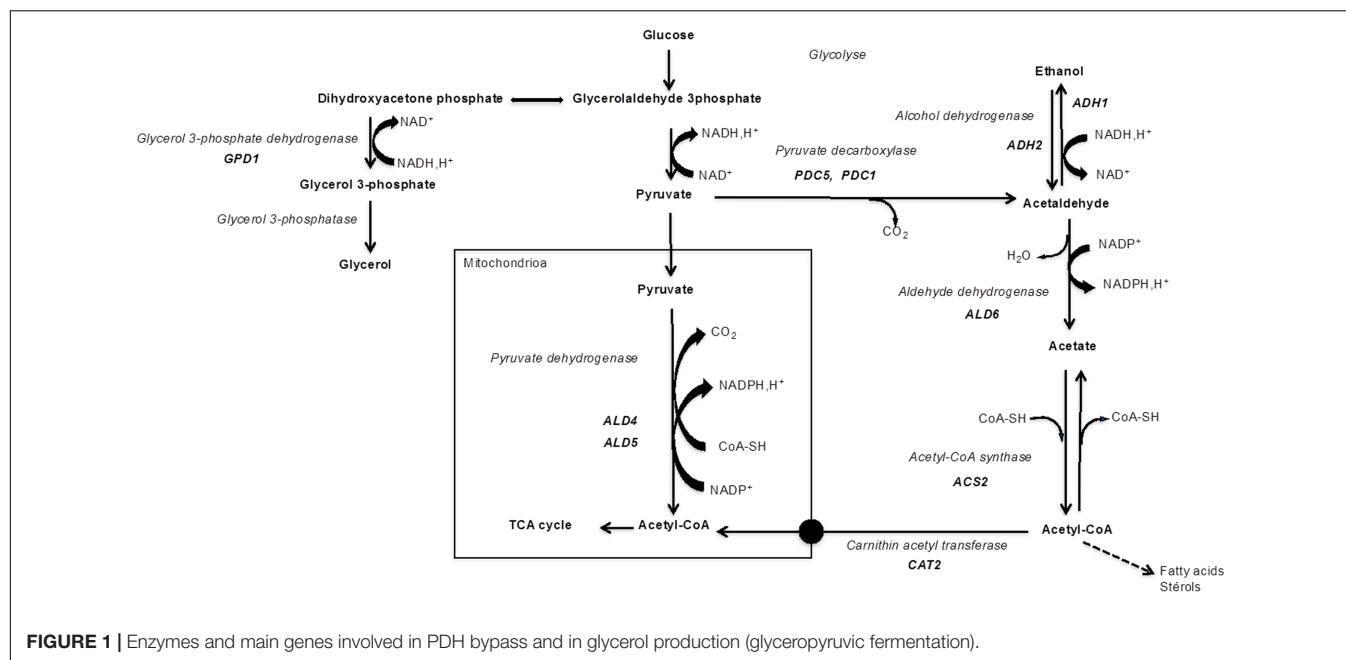 Glucose
Glycolyse
Ethanol
Dihydroxyacetone phosphate
Glycerolaldehyde 3phosphate
ADH1
Alcohol dehydrogenase
NAD⁺
Glycerol 3-phosphate dehydrogenase
GPD1
NADH,H⁺
NADH,H⁺
NAD⁺
Pyruvate decarboxylase
PDC5, PDC1
ADH2
NADH,H⁺
NAD⁺
Glycerol 3-phosphate
Pyruvate
Acetaldehyde
Glycerol 3-phosphatase
CO₂
Glycerol
Mitochondrioa
H₂O
NADP⁺
Pyruvate
Aldehyde dehydrogenase
ALD6
NADPH,H⁺
CO₂
Pyruvate dehydrogenase
Acetate
NADPH,H⁺
ALD4
ALD5
CoA-SH
CoA-SH
CoA-SH
Acetyl-CoA synthase
ACS2
NADP⁺
TCA cycle
Acetyl-CoA
Acetyl-CoA
Carnithin acetyl transferase
CAT2
Fatty acids
Stérols
FIGURE 1 | Enzymes and main genes involved in PDH bypass and in glycerol production (glyceropyruvic fermentation).